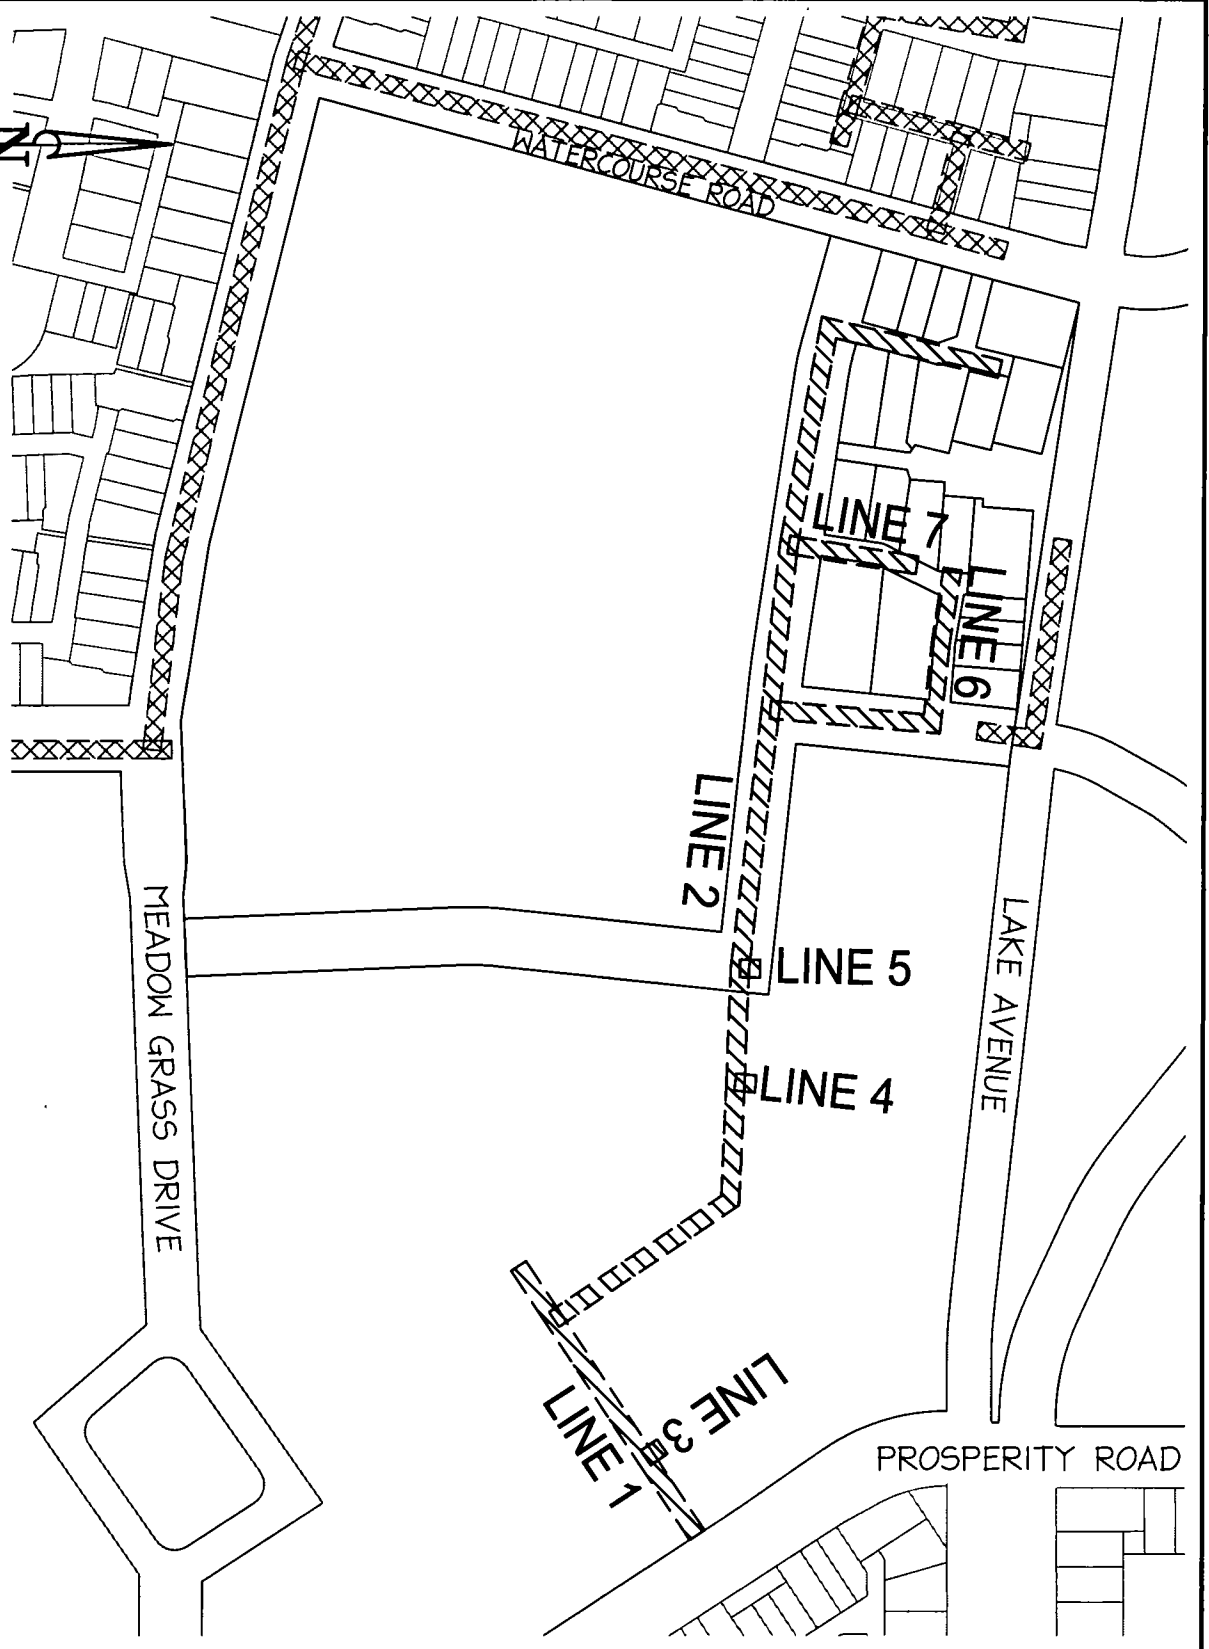 N
WATERCOURSE ROAD
LINE 7
LINE 6
LINE 2
LINE 5
LAKE AVENUE
MEADOW GRASS DRIVE
LINE 4
LINE 3
LINE 1
PROSPERITY ROAD